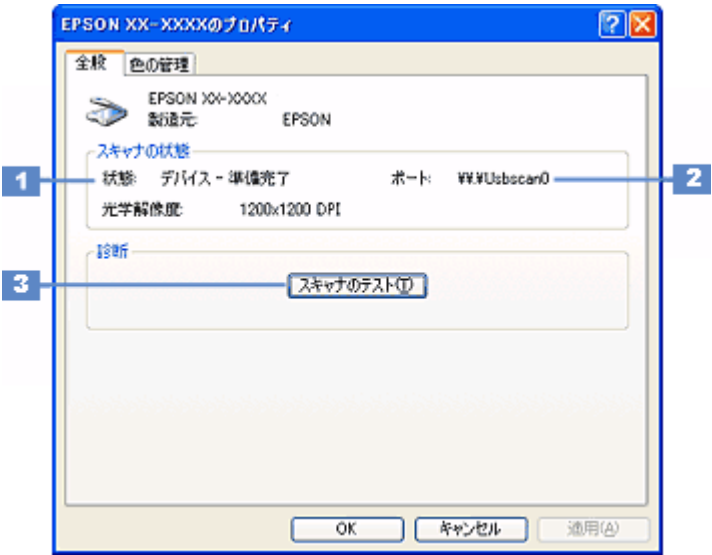 EPSON XX-XXXXのプロパティ
全般 色の管理
EPSON XX-XXXX
製造元: EPSON
スキャナの状態
1 状態: デバイス - 準備完了 ポート: ¥¥.¥Usbscan0 2
光学解像度: 1200x1200 DPI
診断
3 スキャナのテスト(T)
OK キャンセル 適用(A)